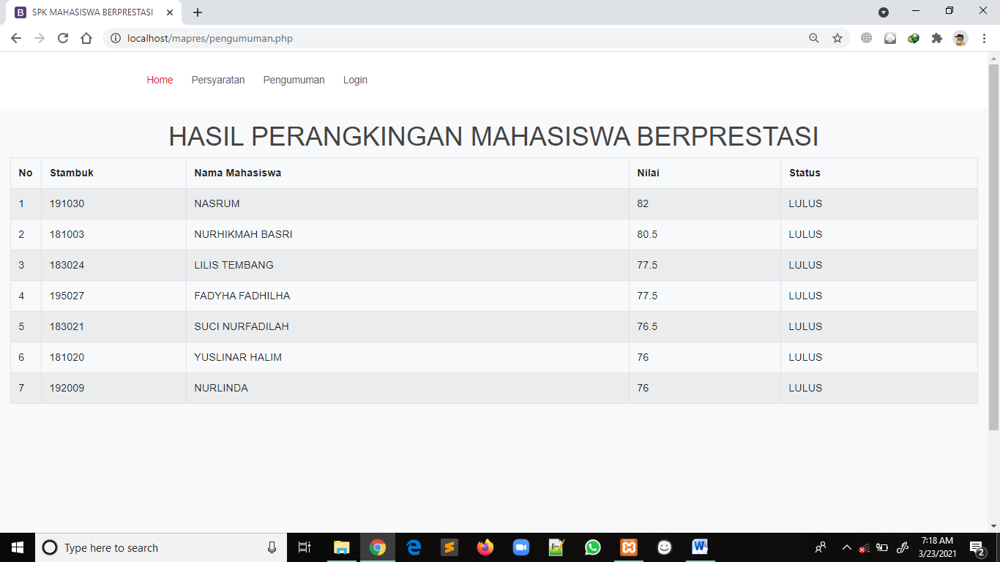 SPK MAHASISWA BERPRESTASI
localhost/mapres/pengumuman.php
Home Persyaratan Pengumuman Login
HASIL PERANGKINGAN MAHASISWA BERPRESTASI
No Stambuk Nama Mahasiswa Nilai Status
1 191030 NASRUM 82 LULUS
2 181003 NURHIKMAH BASRI 80.5 LULUS
3 183024 LILIS TEMBANG 77.5 LULUS
4 195027 FADYHA FADHILHA 77.5 LULUS
5 183021 SUCI NURFADILAH 76.5 LULUS
6 181020 YUSLINAR HALIM 76 LULUS
7 192009 NURLINDA 76 LULUS
Type here to search
7:18 AM
3/23/2021
2